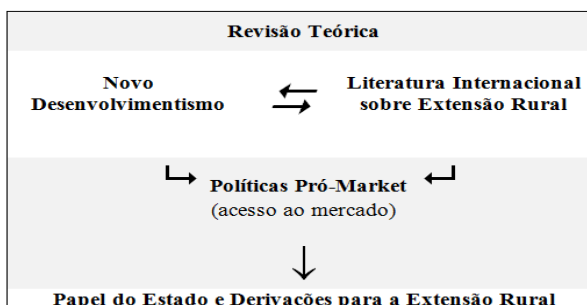 Revisão Teórica
Novo
Desenvolvimentismo
Literatura Internacional
sobre Extensão Rural
Políticas Pró-Market
(acesso ao mercado)
Papel do Estado e Derivações para a Extensão Rural